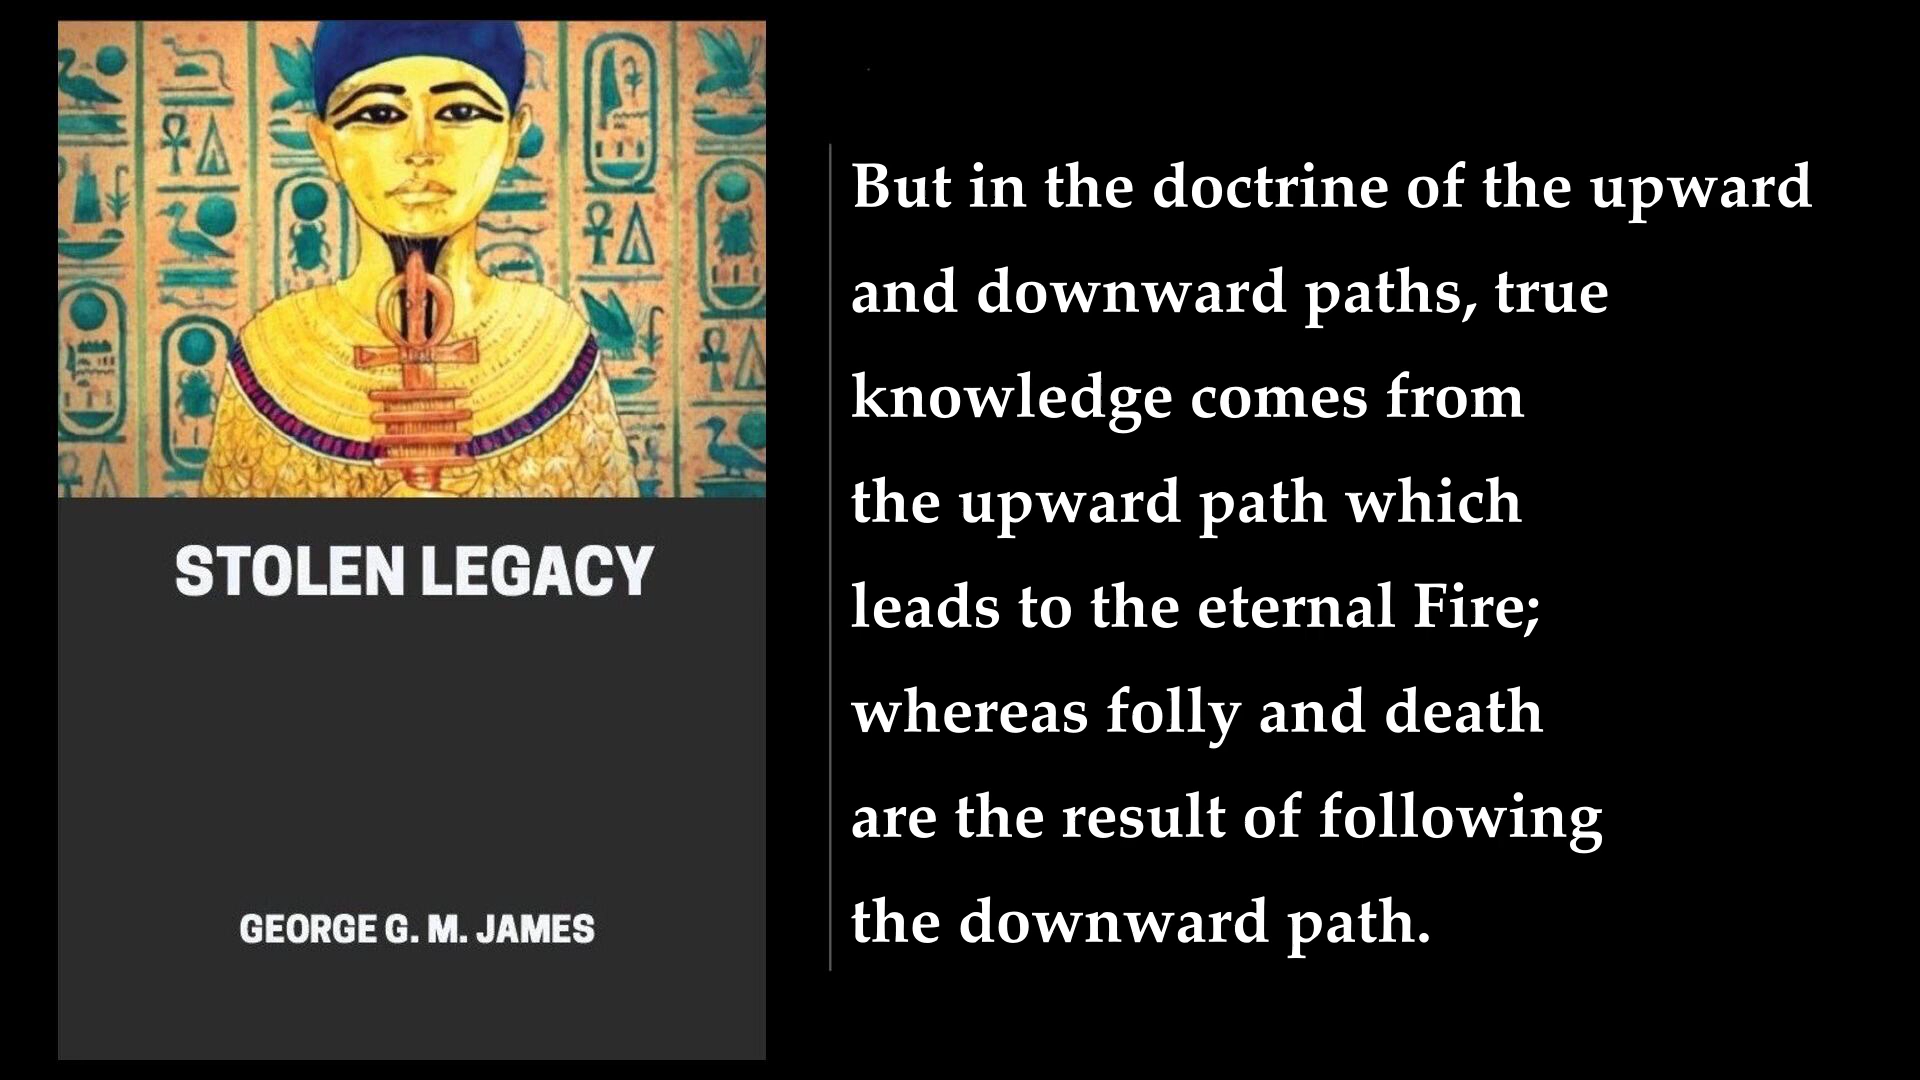 STOLEN LEGACY
GEORGE G. M. JAMES
But in the doctrine of the upward
and downward paths, true
knowledge comes from
the upward path which
leads to the eternal Fire;
whereas folly and death
are the result of following
the downward path.